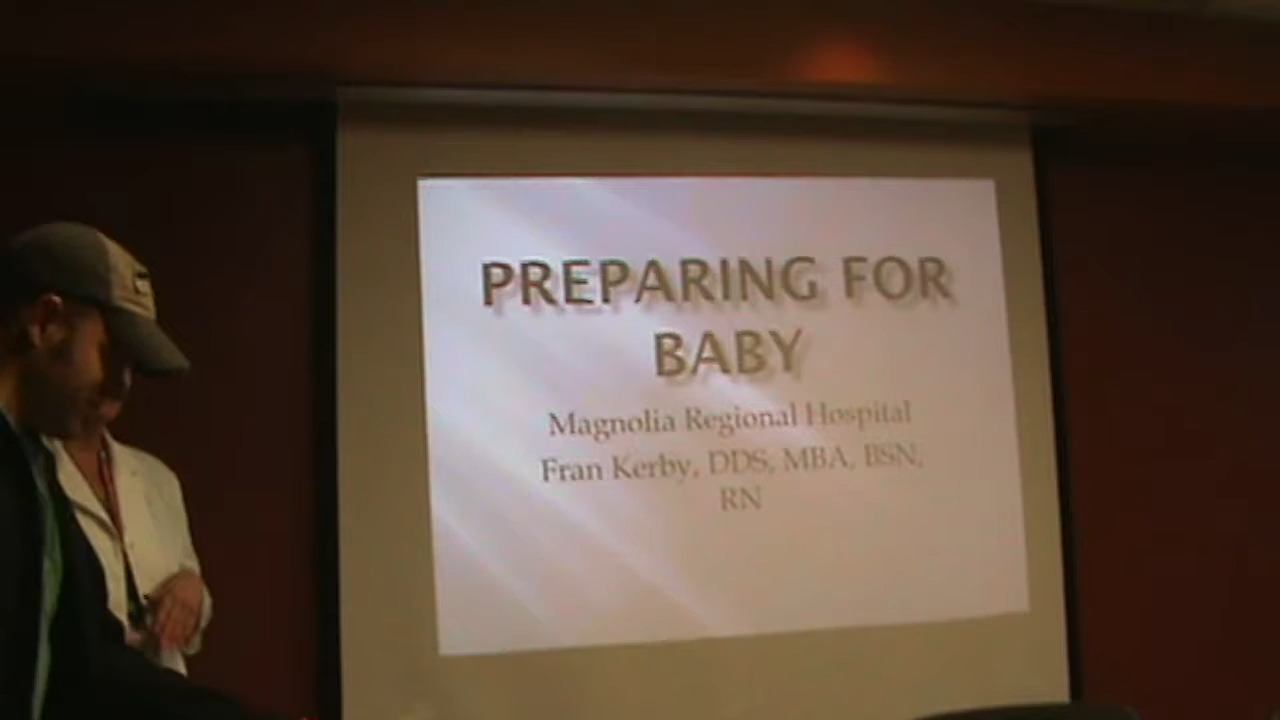 PREPARING FOR
BABY
Magnolia Regional Hospital
Fran Kerby, DDS, MBA, BSN,
RN